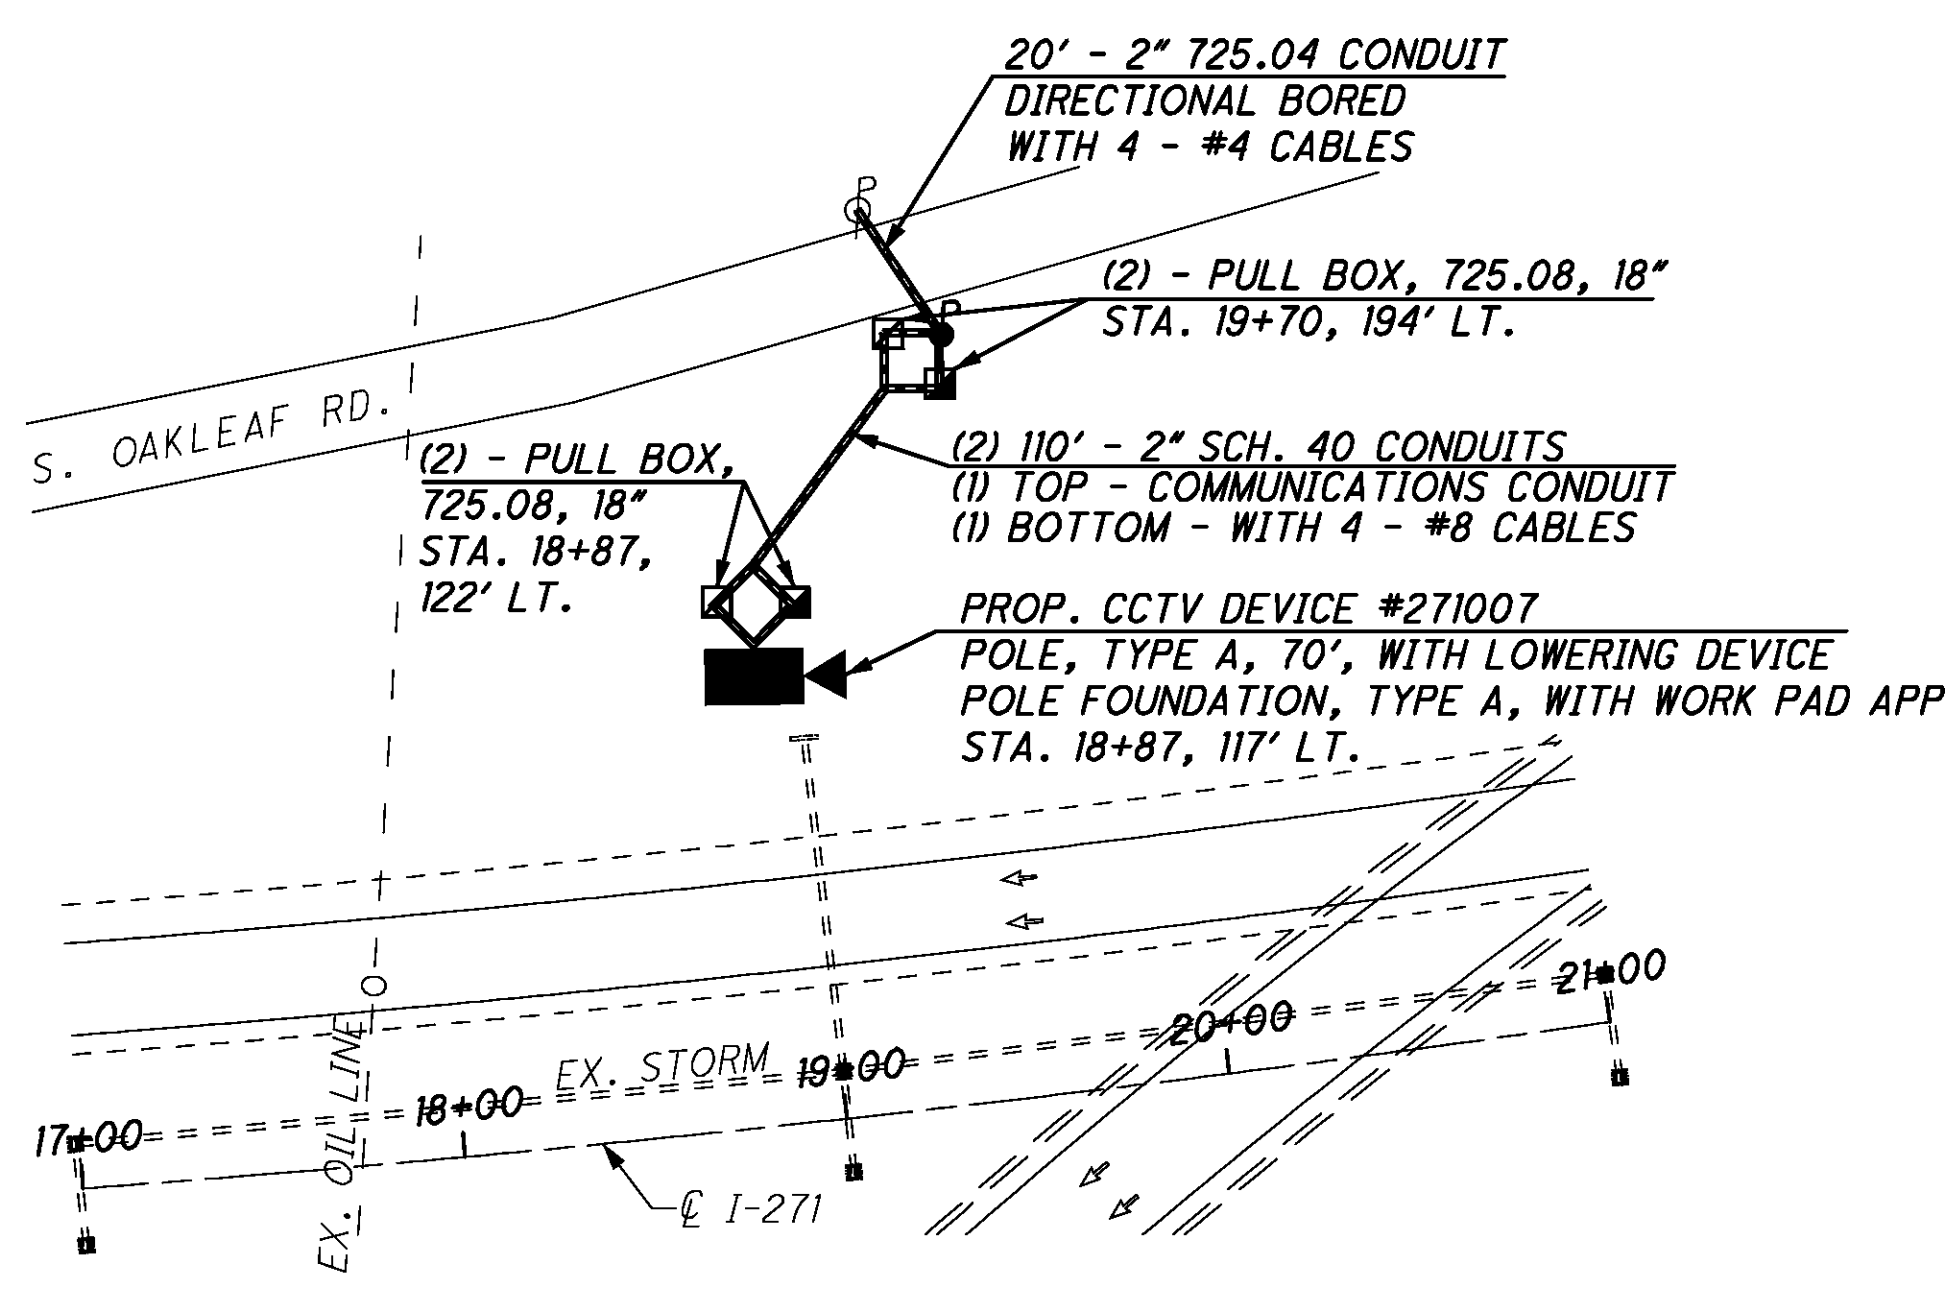 20' - 2" 725.04 CONDUIT
DIRECTIONAL BORED
WITH 4 - #4 CABLES
P
P
(2) - PULL BOX, 725.08, 18"
STA. 19+70, 194' LT.
S. OAKLEAF RD.
(2) - PULL BOX,
725.08, 18"
STA. 18+87,
122' LT.
(2) 110' - 2" SCH. 40 CONDUITS
(1) TOP - COMMUNICATIONS CONDUIT
(1) BOTTOM - WITH 4 - #8 CABLES
PROP. CCTV DEVICE #271007
POLE, TYPE A, 70', WITH LOWERING DEVICE
POLE FOUNDATION, TYPE A, WITH WORK PAD APP
STA. 18+87, 117' LT.
EX. OIL LINE O
EX. STORM
17+00
18+00
19+00
20+00
21+00
℄ I-271